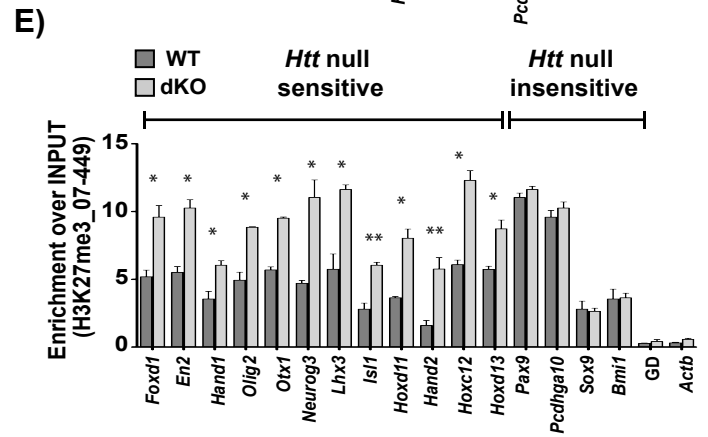 E)
WT
dKO
Htt null
sensitive
Htt null
insensitive
Enrichment over INPUT
(H3K27me3_07-449)
15
10
5
0
* * * * * * * ** * ** * *
Foxd1
En2
Hand1
Olig2
Otx1
Neurog3
Lhx3
Isl1
Hoxd11
Hand2
Hoxc12
Hoxd13
Pax9
Pcdhga10
Sox9
Bmi1
GD
Actb